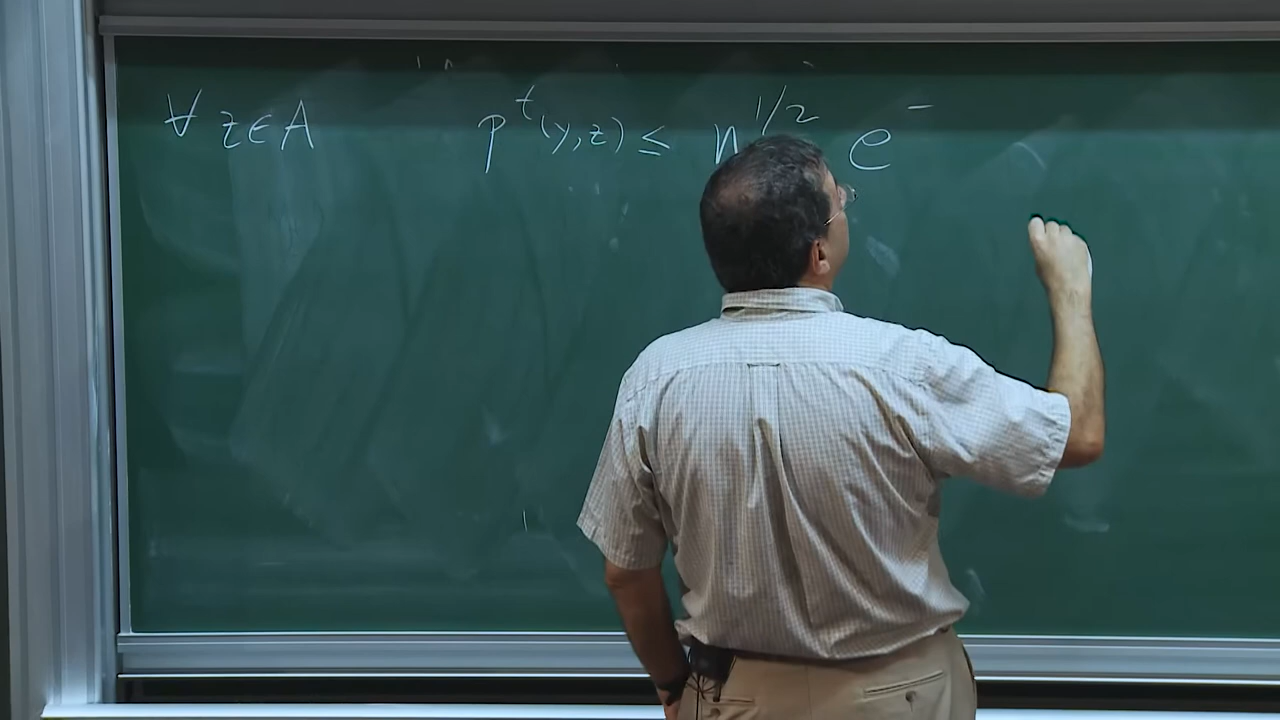 ∀ z ∈ A p^t(y,z) ≤ n^{1/2} e^-